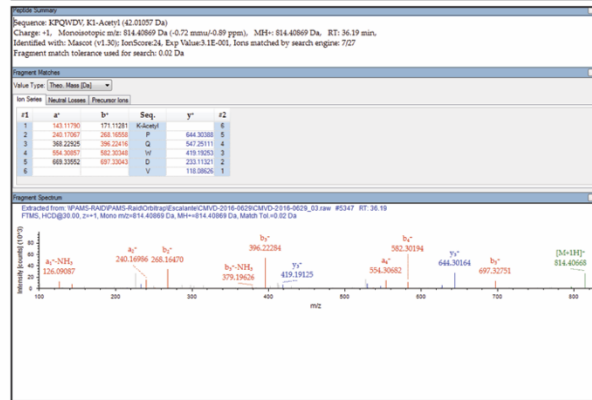 Peptide Summary
Sequence: KPQWDV, K1-Acetyl (42.01057 Da)
Charge: +1, Monoisotopic m/z: 814.40869 Da (-0.72 mmu/-0.89 ppm), MH+: 814.40869 Da, RT: 36.19 min,
Identified with: Mascot (v1.30); IonScore:24, Exp Value:3.1E-001, Ions matched by search engine: 7/27
Fragment match tolerance used for search: 0.02 Da
Fragment Matches
Value Type: Theo. Mass [Da]
Ion Series Neutral Losses Precursor Ions
#1 a⁺ b⁺ Seq. y⁺ #2
1 143.11790 171.11281 K-Acetyl 6
2 240.17067 268.16558 P 644.30388 5
3 368.22925 396.22416 Q 547.25111 4
4 554.30857 582.30348 W 419.19253 3
5 669.33552 697.33043 D 233.11321 2
6 V 118.08626 1
Fragment Spectrum
Extracted from: \\PAMS-RAID\PAMS-Raid\Orbitrap\Escalante\CMVD-2016-0629\CMVD-2016-0629_03.raw #5347 RT: 36.19
FTMS, HCD@30.00, z=+1, Mono m/z=814.40869 Da, MH+=814.40869 Da, Match Tol.=0.02 Da
Intensity [counts] (10^3)
80
60
40
20
0
a₁⁺-NH₃
126.09087
a₂⁺
240.16996
b₂⁺
268.16470
b₃⁺-NH₃
379.19626
b₃⁺
396.22284
y₃⁺
419.19125
a₄⁺
554.30682
b₄⁺
582.30194
y₅⁺
644.30164
b₅⁺
697.32751
[M+1H]⁺
814.40668
100 200 300 400 500 600 700 800
m/z